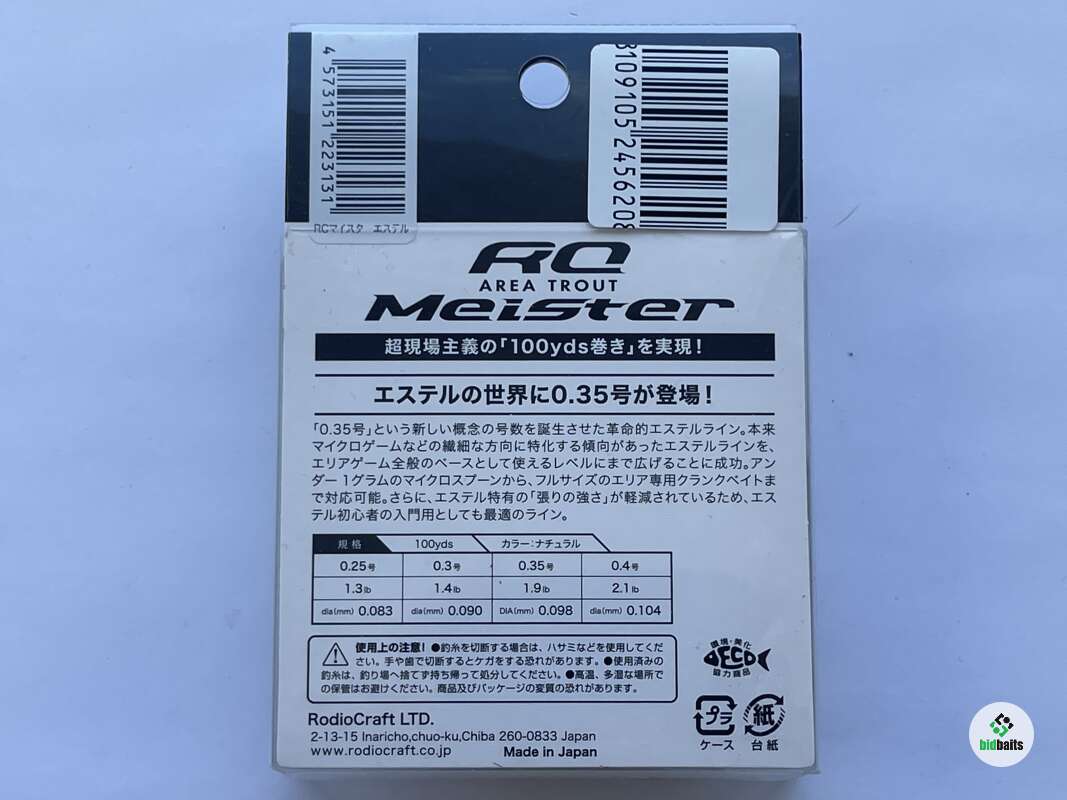 4 573151 223131
RCマイスタ エステル
8109105 2456208
RC
AREA TROUT
Meister
超現場主義の「100yds巻き」を実現！
エステルの世界に0.35号が登場！
「0.35号」という新しい概念の号数を誕生させた革命的エステルライン。本来
マイクロゲームなどの繊細な方向に特化する傾向があったエステルラインを、
エリアゲーム全般のベースとして使えるレベルにまで広げることに成功。アン
ダー1グラムのマイクロスプーンから、フルサイズのエリア専用クランクベイトま
で対応可能。さらに、エステル特有の「張りの強さ」が軽減されているため、エス
テル初心者の入門用としても最適のライン。
規格 100yds カラー：ナチュラル
0.25号 0.3号 0.35号 0.4号
1.3lb 1.4lb 1.9lb 2.1lb
dia(mm) 0.083 dia(mm) 0.090 DIA(mm) 0.098 dia(mm) 0.104
使用上の注意！ ●釣糸を切断する場合は、ハサミなどを使用してくだ
さい。手や歯で切断するとケガをする恐れがあります。●使用済みの
釣糸は、釣り場へ捨てず持ち帰って処分してください。●高温、多湿な場所で
の保管はお避けください。商品及びパッケージの変質の恐れがあります。
環境・美化
DECO
協力商品
RodioCraft LTD.
2-13-15 Inaricho,chuo-ku,Chiba 260-0833 Japan
www.rodiocraft.co.jp Made in Japan
プラ 紙
ケース 台紙
bidbaits